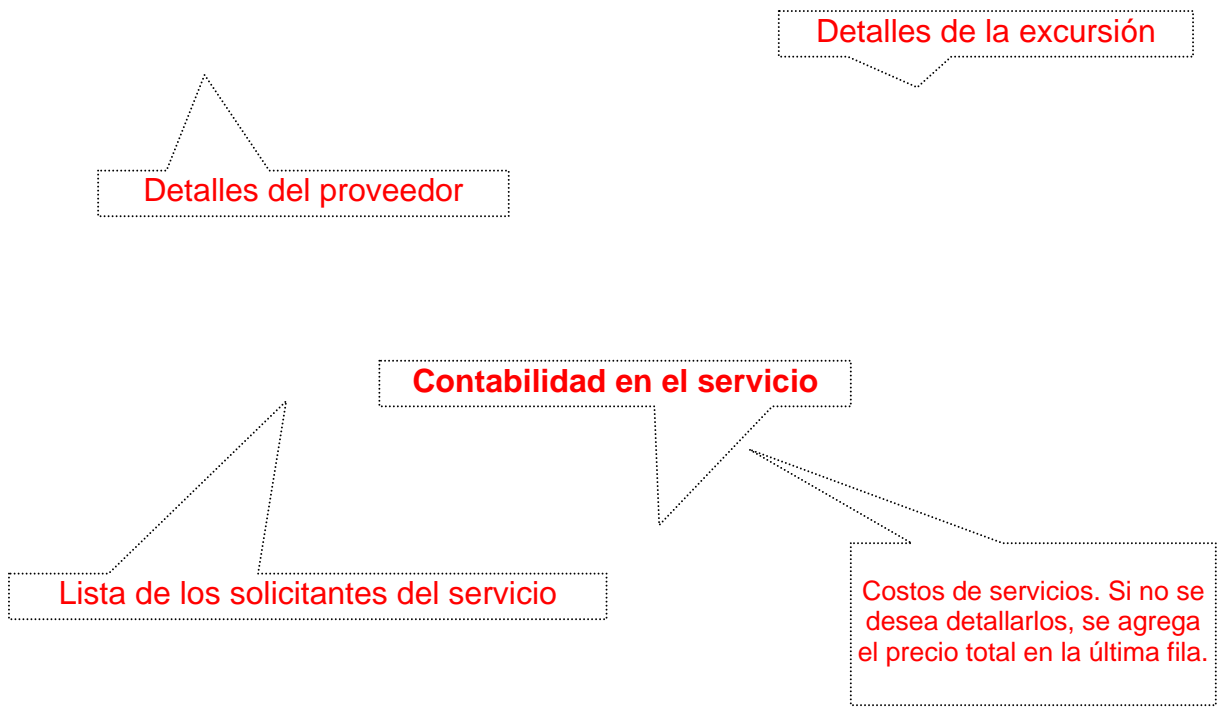 Detalles de la excursión
Detalles del proveedor
Contabilidad en el servicio
Lista de los solicitantes del servicio
Costos de servicios. Si no se
desea detallarlos, se agrega
el precio total en la última fila.